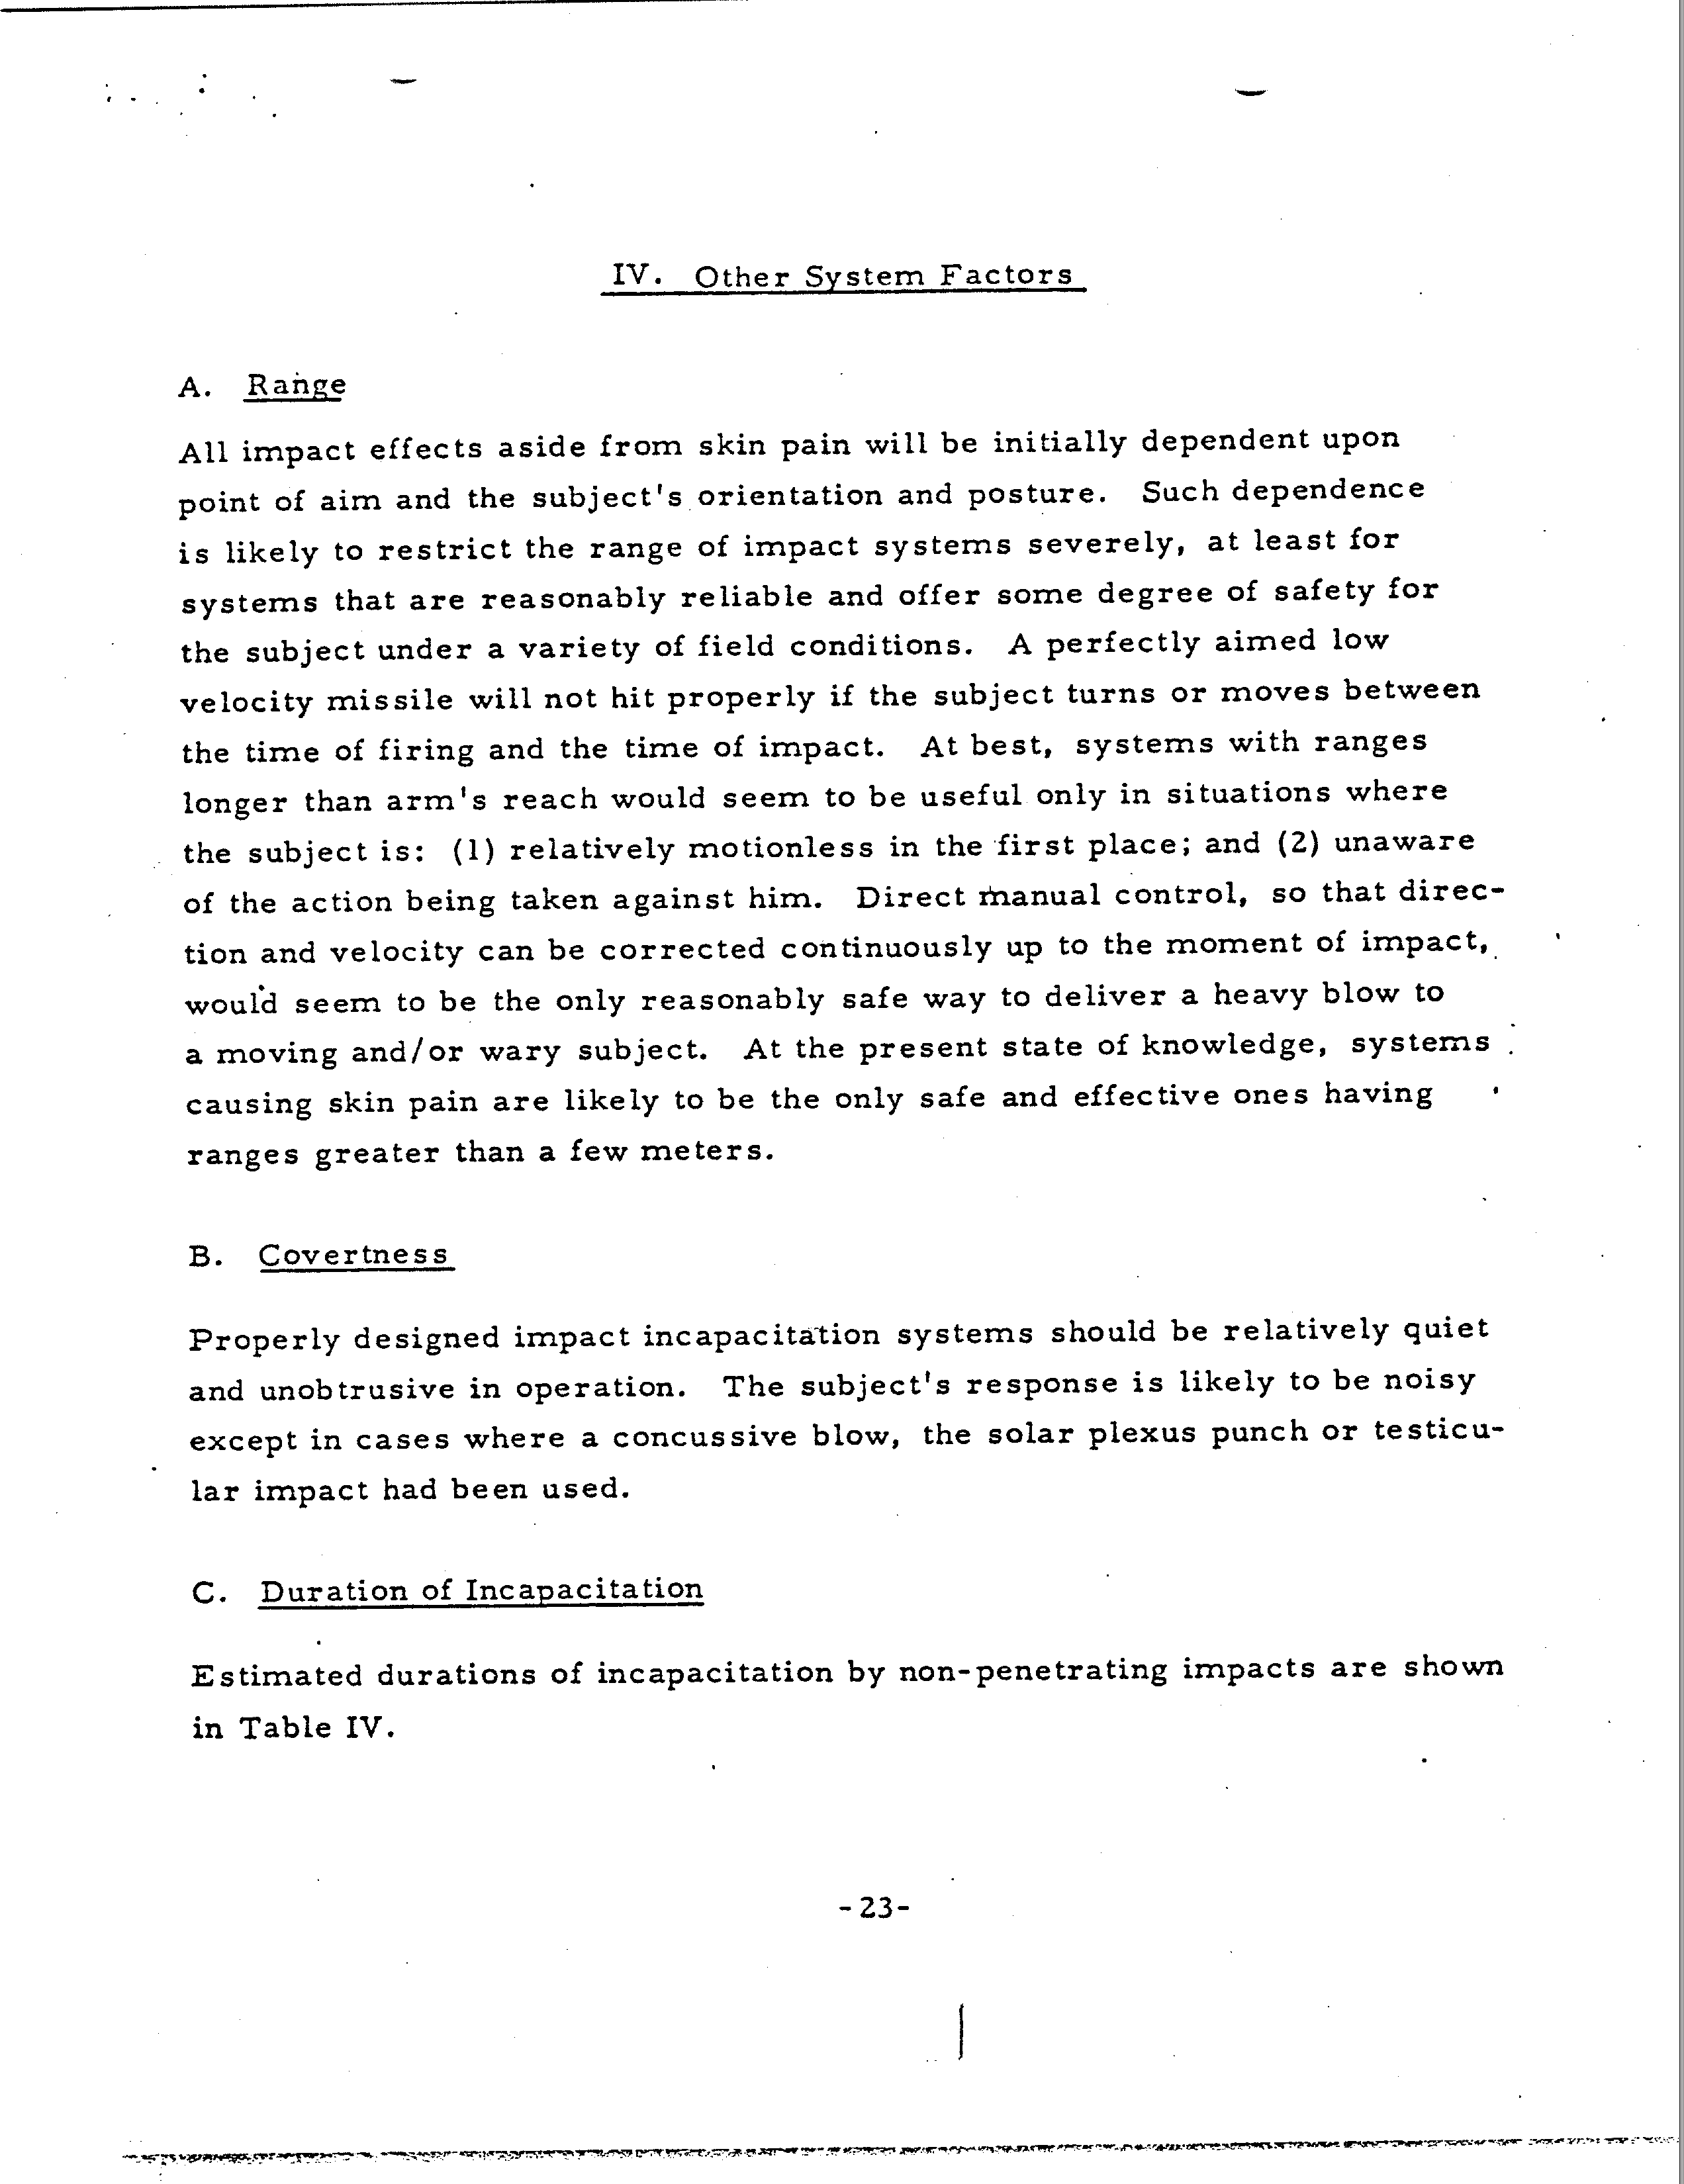 IV. Other System Factors
A. Range
All impact effects aside from skin pain will be initially dependent upon
point of aim and the subject's orientation and posture. Such dependence
is likely to restrict the range of impact systems severely, at least for
systems that are reasonably reliable and offer some degree of safety for
the subject under a variety of field conditions. A perfectly aimed low
velocity missile will not hit properly if the subject turns or moves between
the time of firing and the time of impact. At best, systems with ranges
longer than arm's reach would seem to be useful only in situations where
the subject is: (1) relatively motionless in the first place; and (2) unaware
of the action being taken against him. Direct manual control, so that direc-
tion and velocity can be corrected continuously up to the moment of impact,
would seem to be the only reasonably safe way to deliver a heavy blow to
a moving and/or wary subject. At the present state of knowledge, systems
causing skin pain are likely to be the only safe and effective ones having
ranges greater than a few meters.
B. Covertness
Properly designed impact incapacitation systems should be relatively quiet
and unobtrusive in operation. The subject's response is likely to be noisy
except in cases where a concussive blow, the solar plexus punch or testicu-
lar impact had been used.
C. Duration of Incapacitation
Estimated durations of incapacitation by non-penetrating impacts are shown
in Table IV.
-23-